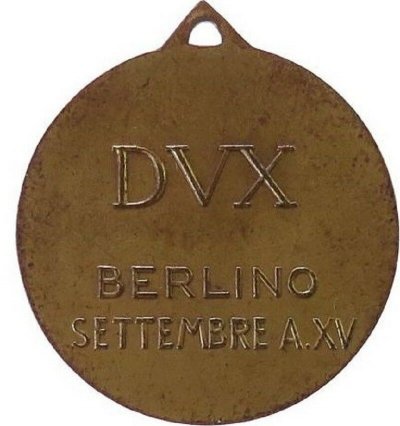 DVX
BERLINO
SETTEMBRE A.XV